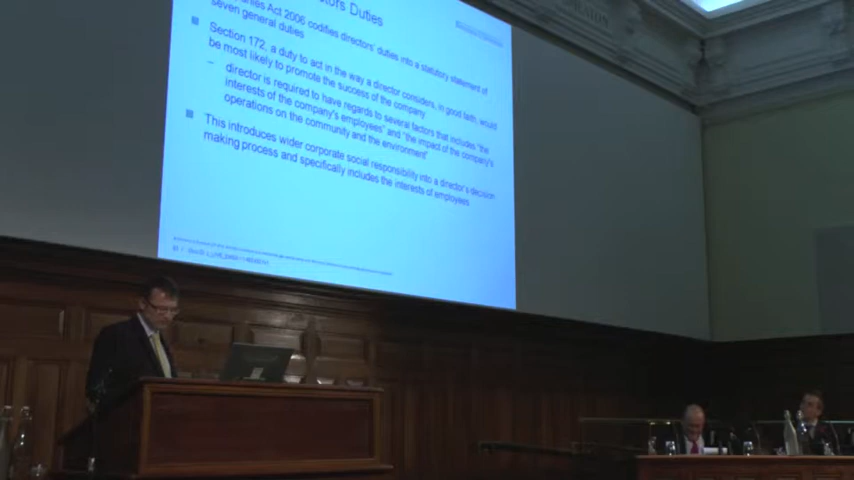 ctors Duties
anies Act 2006 codifies directors' duties into a statutory statement of
seven general duties
Section 172, a duty to act in the way a director considers, in good faith, would
be most likely to promote the success of the company
– director is required to have regards to several factors that includes "the
interests of the company's employees" and "the impact of the company's
operations on the community and the environment"
This introduces wider corporate social responsibility into a director's decision
making process and specifically includes the interests of employees